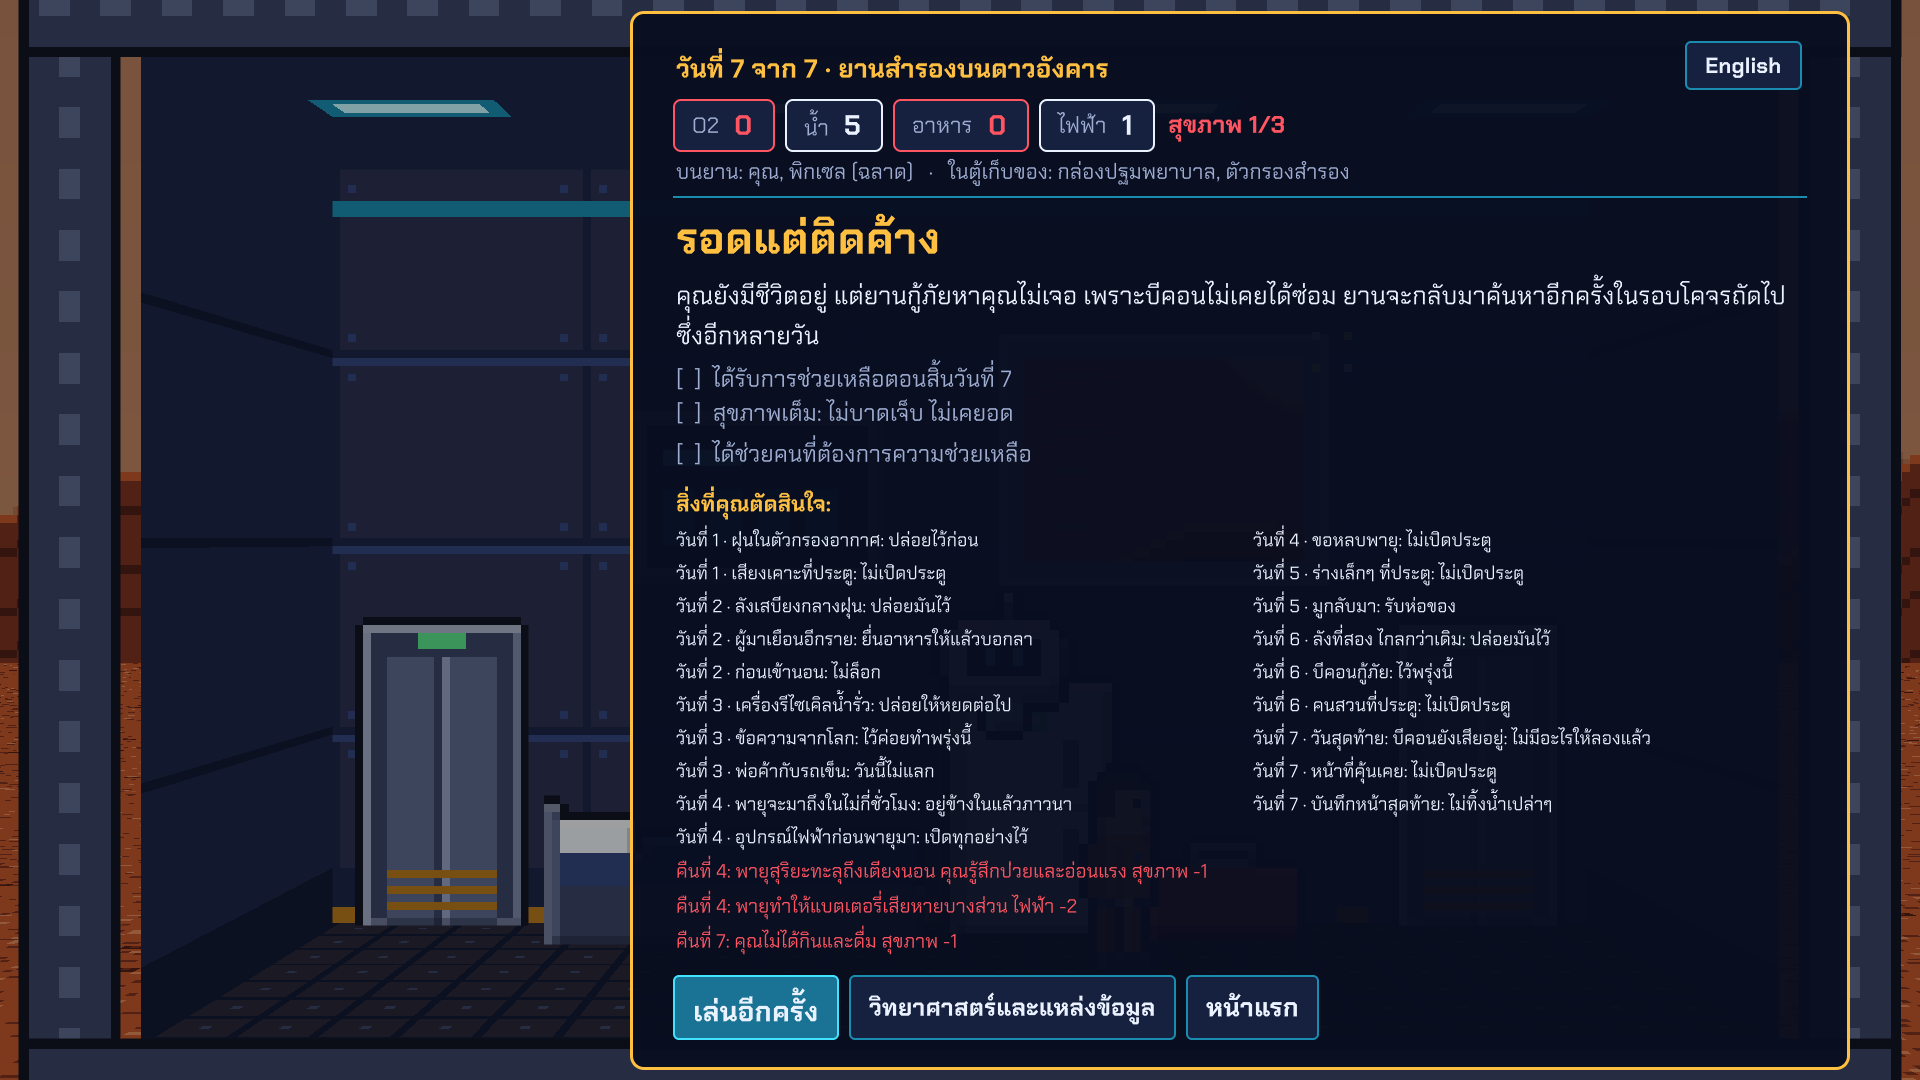 วันที่ 7 จาก 7 · ยานสำรองบนดาวอังคาร
English
O2 0
น้ำ 5
อาหาร 0
ไฟฟ้า 1
สุขภาพ 1/3
บนยาน: คุณ, พิกเซล (ฉลาด) · ในตู้เก็บของ: กล่องปฐมพยาบาล, ตัวกรองสำรอง
รอดแต่ติดค้าง
คุณยังมีชีวิตอยู่ แต่ยานกู้ภัยหาคุณไม่เจอ เพราะบีคอนไม่เคยได้ซ่อม ยานจะกลับมาค้นหาอีกครั้งในรอบโคจรถัดไป
ซึ่งอีกหลายวัน
[ ] ได้รับการช่วยเหลือตอนสิ้นวันที่ 7
[ ] สุขภาพเต็ม: ไม่บาดเจ็บ ไม่เคยอด
[ ] ได้ช่วยคนที่ต้องการความช่วยเหลือ
สิ่งที่คุณตัดสินใจ:
วันที่ 1 · ฝุ่นในตัวกรองอากาศ: ปล่อยไว้ก่อน
วันที่ 1 · เสียงเคาะที่ประตู: ไม่เปิดประตู
วันที่ 2 · ลังเสบียงกลางฝุ่น: ปล่อยมันไว้
วันที่ 2 · ผู้มาเยือนอีกราย: ยื่นอาหารให้แล้วบอกลา
วันที่ 2 · ก่อนเข้านอน: ไม่ล็อก
วันที่ 3 · เครื่องรีไซเคิลน้ำรั่ว: ปล่อยให้หยดต่อไป
วันที่ 3 · ข้อความจากโลก: ไว้ค่อยทำพรุ่งนี้
วันที่ 3 · พ่อค้ากับรถเข็น: วันนี้ไม่แลก
วันที่ 4 · พายุจะมาถึงในไม่กี่ชั่วโมง: อยู่ข้างในแล้วภาวนา
วันที่ 4 · อุปกรณ์ไฟฟ้าก่อนพายุมา: เปิดทุกอย่างไว้
วันที่ 4 · ขอหลบพายุ: ไม่เปิดประตู
วันที่ 5 · ร่างเล็กๆ ที่ประตู: ไม่เปิดประตู
วันที่ 5 · มูกลับมา: รับห่อของ
วันที่ 6 · ลังที่สอง ไกลกว่าเดิม: ปล่อยมันไว้
วันที่ 6 · บีคอนกู้ภัย: ไว้พรุ่งนี้
วันที่ 6 · คนสวนที่ประตู: ไม่เปิดประตู
วันที่ 7 · วันสุดท้าย: บีคอนยังเสียอยู่: ไม่มีอะไรให้ลองแล้ว
วันที่ 7 · หน้าที่คุ้นเคย: ไม่เปิดประตู
วันที่ 7 · บันทึกหน้าสุดท้าย: ไม่ทิ้งน้ำเปล่าๆ
คืนที่ 4: พายุสุริยะทะลุถึงเตียงนอน คุณรู้สึกป่วยและอ่อนแรง สุขภาพ -1
คืนที่ 4: พายุทำให้แบตเตอรี่เสียหายบางส่วน ไฟฟ้า -2
คืนที่ 7: คุณไม่ได้กินและดื่ม สุขภาพ -1
เล่นอีกครั้ง
วิทยาศาสตร์และแหล่งข้อมูล
หน้าแรก